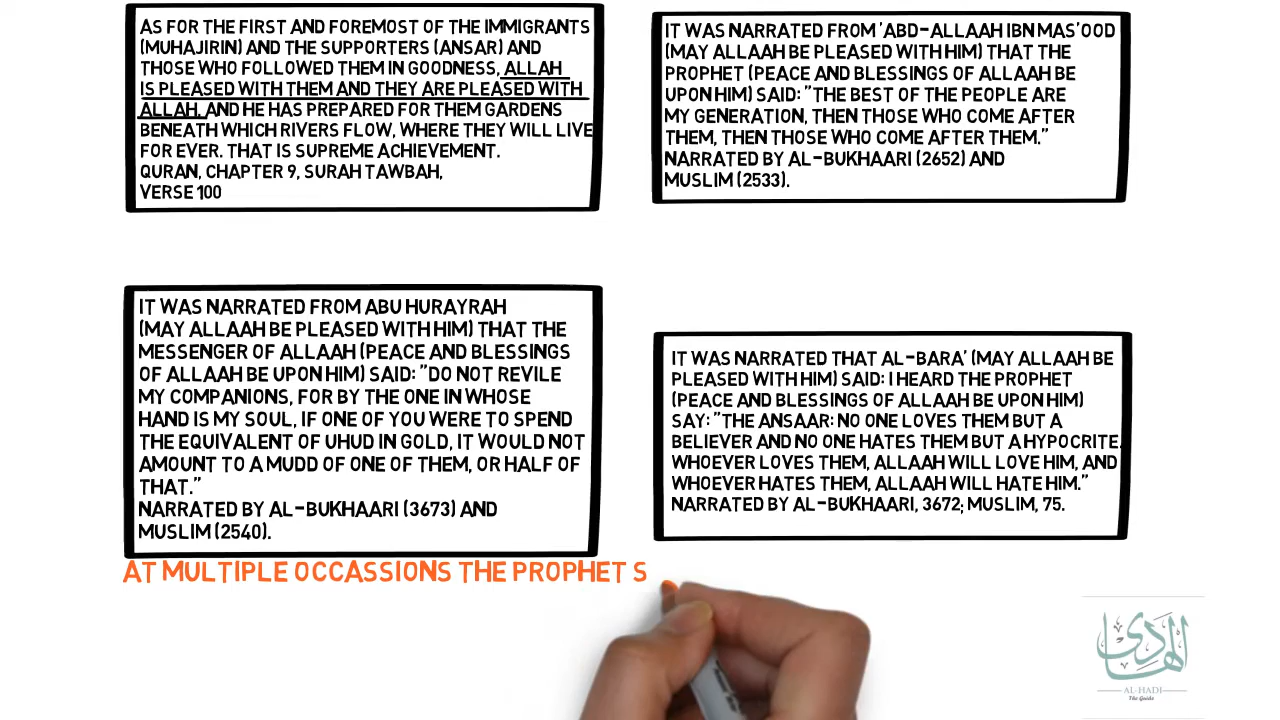 AS FOR THE FIRST AND FOREMOST OF THE IMMIGRANTS
(MUHAJIRIN) AND THE SUPPORTERS (ANSAR) AND
THOSE WHO FOLLOWED THEM IN GOODNESS, ALLAH
IS PLEASED WITH THEM AND THEY ARE PLEASED WITH
ALLAH. AND HE HAS PREPARED FOR THEM GARDENS
BENEATH WHICH RIVERS FLOW, WHERE THEY WILL LIVE
FOR EVER. THAT IS SUPREME ACHIEVEMENT.
QURAN, CHAPTER 9, SURAH TAWBAH,
VERSE 100
IT WAS NARRATED FROM 'ABD-ALLAAH IBN MAS'OOD
(MAY ALLAAH BE PLEASED WITH HIM) THAT THE
PROPHET (PEACE AND BLESSINGS OF ALLAAH BE
UPON HIM) SAID: "THE BEST OF THE PEOPLE ARE
MY GENERATION, THEN THOSE WHO COME AFTER
THEM, THEN THOSE WHO COME AFTER THEM."
NARRATED BY AL-BUKHAARI (2652) AND
MUSLIM (2533).
IT WAS NARRATED FROM ABU HURAYRAH
(MAY ALLAAH BE PLEASED WITH HIM) THAT THE
MESSENGER OF ALLAAH (PEACE AND BLESSINGS
OF ALLAAH BE UPON HIM) SAID: "DO NOT REVILE
MY COMPANIONS, FOR BY THE ONE IN WHOSE
HAND IS MY SOUL, IF ONE OF YOU WERE TO SPEND
THE EQUIVALENT OF UHUD IN GOLD, IT WOULD NOT
AMOUNT TO A MUDD OF ONE OF THEM, OR HALF OF
THAT."
NARRATED BY AL-BUKHAARI (3673) AND
MUSLIM (2540).
IT WAS NARRATED THAT AL-BARA' (MAY ALLAAH BE
PLEASED WITH HIM) SAID: I HEARD THE PROPHET
(PEACE AND BLESSINGS OF ALLAAH BE UPON HIM)
SAY: "THE ANSAAR: NO ONE LOVES THEM BUT A
BELIEVER AND NO ONE HATES THEM BUT A HYPOCRITE.
WHOEVER LOVES THEM, ALLAAH WILL LOVE HIM, AND
WHOEVER HATES THEM, ALLAAH WILL HATE HIM."
NARRATED BY AL-BUKHAARI, 3672; MUSLIM, 75.
AT MULTIPLE OCCASSIONS THE PROPHET S
الهادي
AL HADI
The Guide